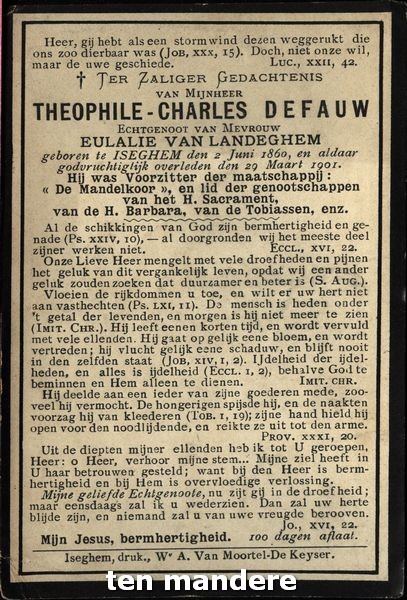 Heer, gij hebt als een stormwind dezen weggerukt die
ons zoo dierbaar was (Job, xxx, 15). Doch, niet onze wil,
maar de uwe geschiede. Luc., xxii, 42.
† Ter Zaliger Gedachtenis
van Mijnheer
THEOPHILE-CHARLES DEFAUW
Echtgenoot van Mevrouw
EULALIE VAN LANDEGHEM
geboren te ISEGHEM den 2 Juni 1860, en aldaar
godvruchtiglijk overleden den 29 Maart 1901.
Hij was Voorzitter der maatschappij:
« De Mandelkoor », en lid der genootschappen
van het H. Sacrament,
van de H. Barbara, van de Tobiassen, enz.
Al de schikkingen van God zijn bermhertigheid en ge-
nade (Ps. xxiv, 10), — al doorgronden wij het meeste deel
zijner werken niet. Eccl., xvi, 22.
Onze Lieve Heer mengelt met vele droefheden en pijnen
het geluk van dit vergankelijk leven, opdat wij een ander
geluk zouden zoeken dat duurzamer en beter is (S. Aug.).
Vloeien de rijkdommen u toe, en wilt er uw hert niet
aan vasthechten (Ps. lxi, 11). De mensch is heden onder
't getal der levenden, en morgen is hij niet meer te zien
(Imit. Chr.). Hij leeft eenen korten tijd, en wordt vervuld
met vele ellenden. Hij gaat op gelijk eene bloem, en wordt
vertreden; hij vlucht gelijk eene schaduw, en blijft nooit
in den zelfden staat (Job, xiv, 1, 2). IJdelheid der ijdel-
heden, en alles is ijdelheid (Eccl. 1, 2), behalve God te
beminnen en Hem alleen te dienen. Imit. chr.
Hij deelde aan een ieder van zijne goederen mede, zoo-
veel hij vermocht. De hongerigen spijsde hij, en de naakten
voorzag hij van kleederen (Tob. 1, 19); zijne hand hield hij
open voor den noodlijdende, en reikte ze uit tot den arme.
Prov. xxxi, 20.
Uit de diepten mijner ellenden heb ik tot U geroepen,
Heer: o Heer, verhoor mijne stem... Mijne ziel heeft in
U haar betrouwen gesteld; want bij den Heer is berm-
hertigheid en bij Hem is overvloedige verlossing.
Mijne geliefde Echtgenoote, nu zijt gij in de droefheid;
maar eensdaags zal ik u wederzien. Dan zal uw herte
blijde zijn, en niemand zal u van uwe vreugde berooven.
Jo., xvi, 22.
Mijn Jesus, bermhertigheid. 100 dagen aflaat.
Iseghem, druk., We A. Van Moortel-De Keyser.
ten mandere